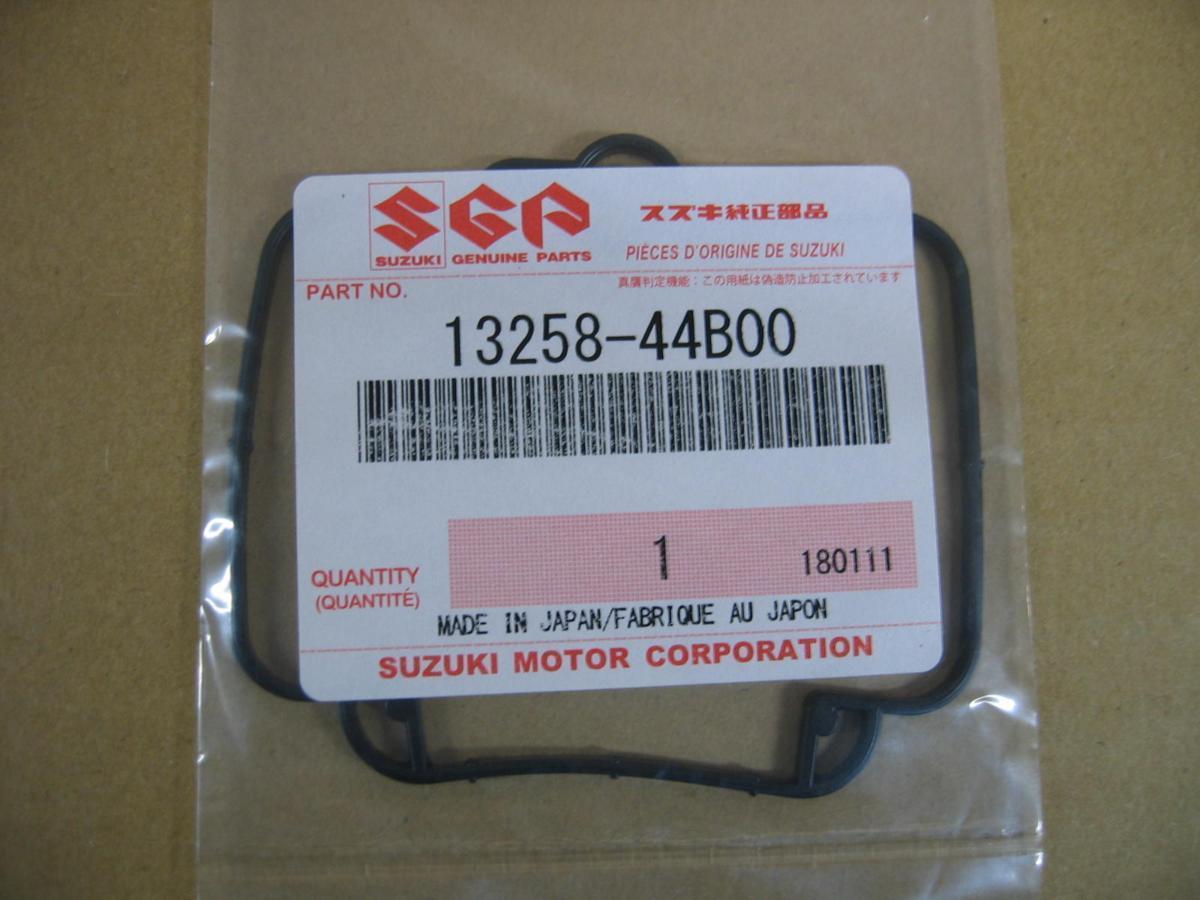 SGP
SUZUKI GENUINE PARTS
スズキ純正部品
PIÈCES D'ORIGINE DE SUZUKI
PART NO.
真贋判定機能：この用紙は偽造防止加工されています
13258-44B00
QUANTITY
(QUANTITÉ)
1
180111
MADE IN JAPAN/FABRIQUE AU JAPON
SUZUKI MOTOR CORPORATION